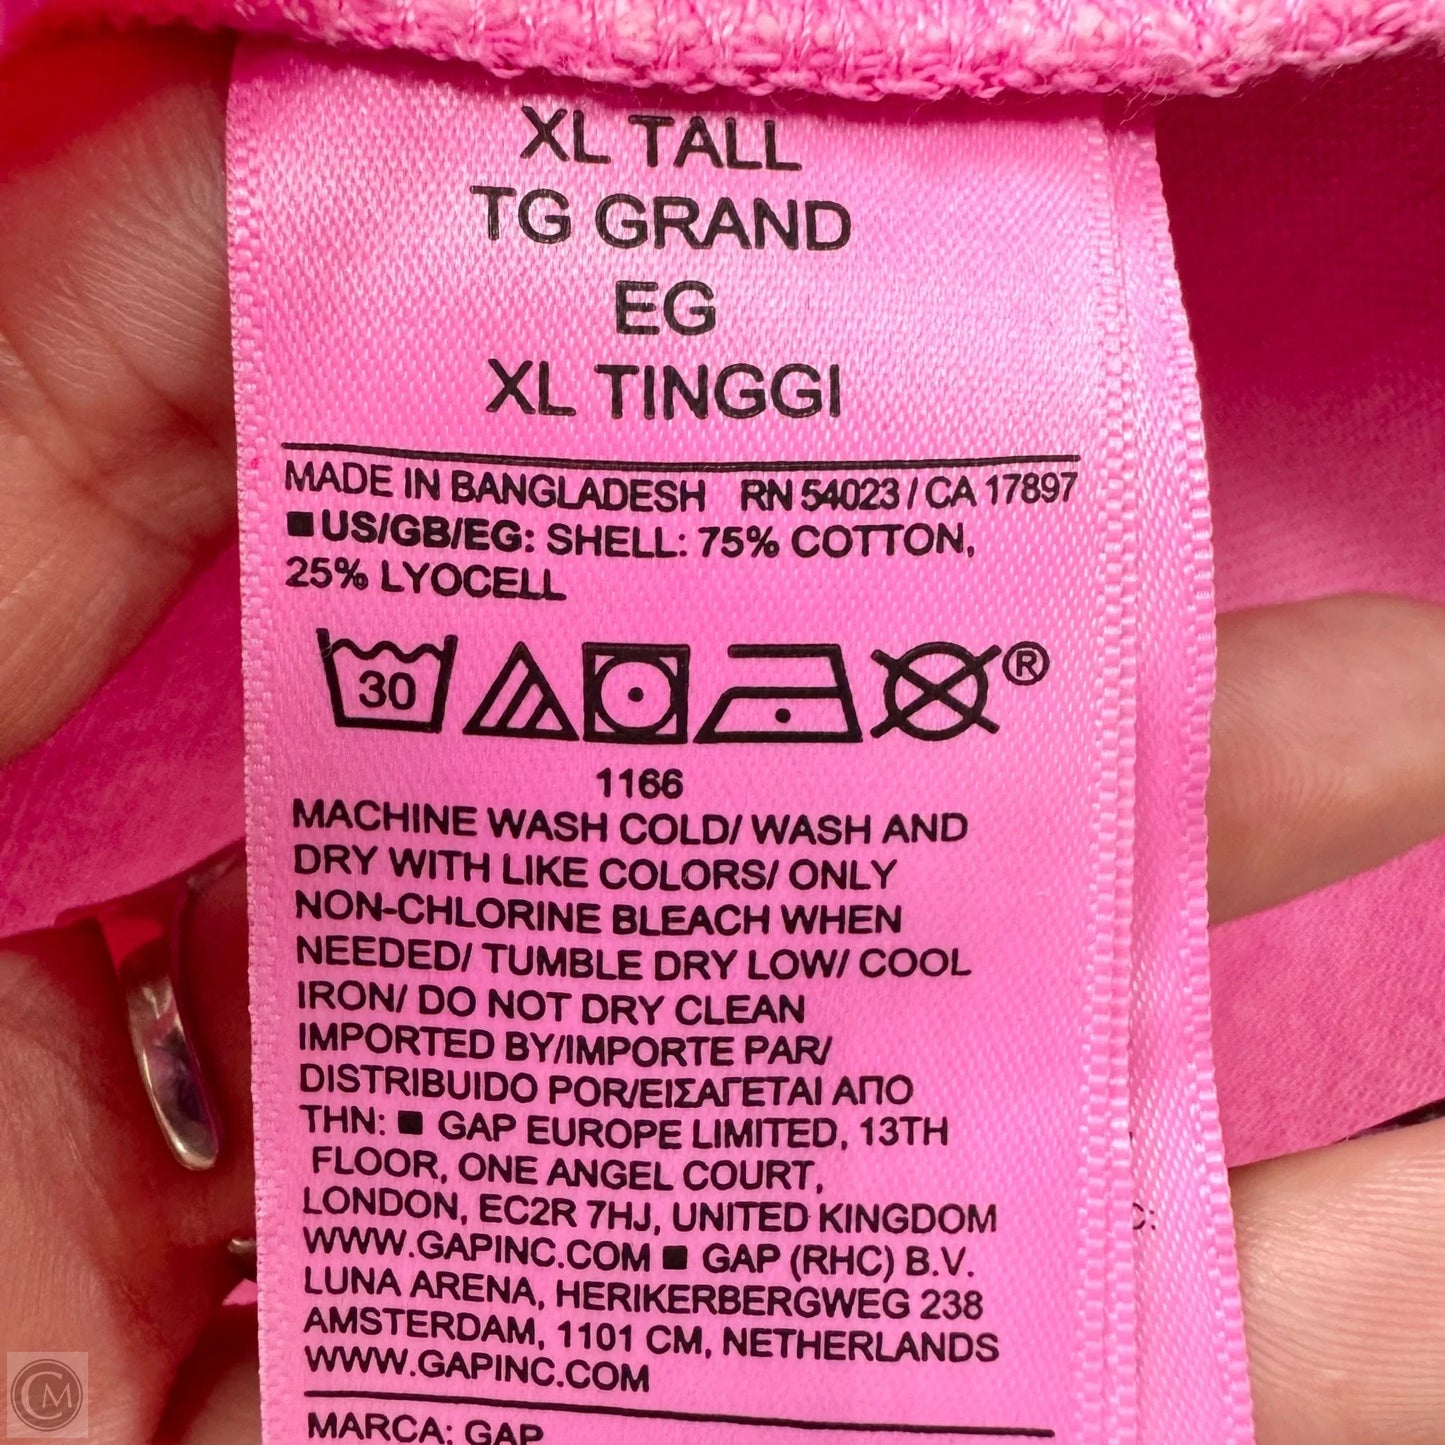 XL TALL
TG GRAND
EG
XL TINGGI
MADE IN BANGLADESH RN 54023 / CA 17897
■ US/GB/EG: SHELL: 75% COTTON,
25% LYOCELL
30 ®
1166
MACHINE WASH COLD/ WASH AND
DRY WITH LIKE COLORS/ ONLY
NON-CHLORINE BLEACH WHEN
NEEDED/ TUMBLE DRY LOW/ COOL
IRON/ DO NOT DRY CLEAN
IMPORTED BY/IMPORTE PAR/
DISTRIBUIDO POR/ΕΙΣΑΓΕΤΑΙ ΑΠΟ
THN: ■ GAP EUROPE LIMITED, 13TH
FLOOR, ONE ANGEL COURT,
LONDON, EC2R 7HJ, UNITED KINGDOM
WWW.GAPINC.COM ■ GAP (RHC) B.V.
LUNA ARENA, HERIKERBERGWEG 238
AMSTERDAM, 1101 CM, NETHERLANDS
WWW.GAPINC.COM
MARCA: GAP
CM